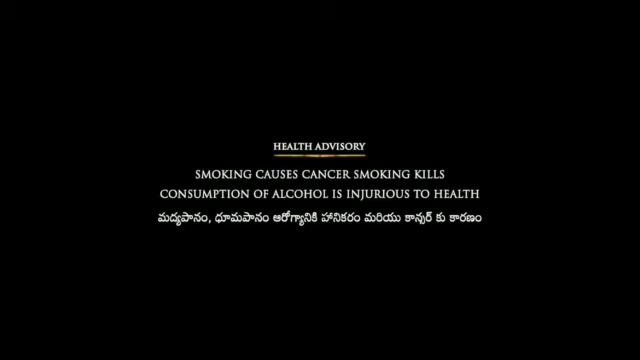 HEALTH ADVISORY
SMOKING CAUSES CANCER SMOKING KILLS
CONSUMPTION OF ALCOHOL IS INJURIOUS TO HEALTH
మద్యపానం, ధూమపానం ఆరోగ్యానికి హానికరం మరియు కాన్సర్ కు కారణం